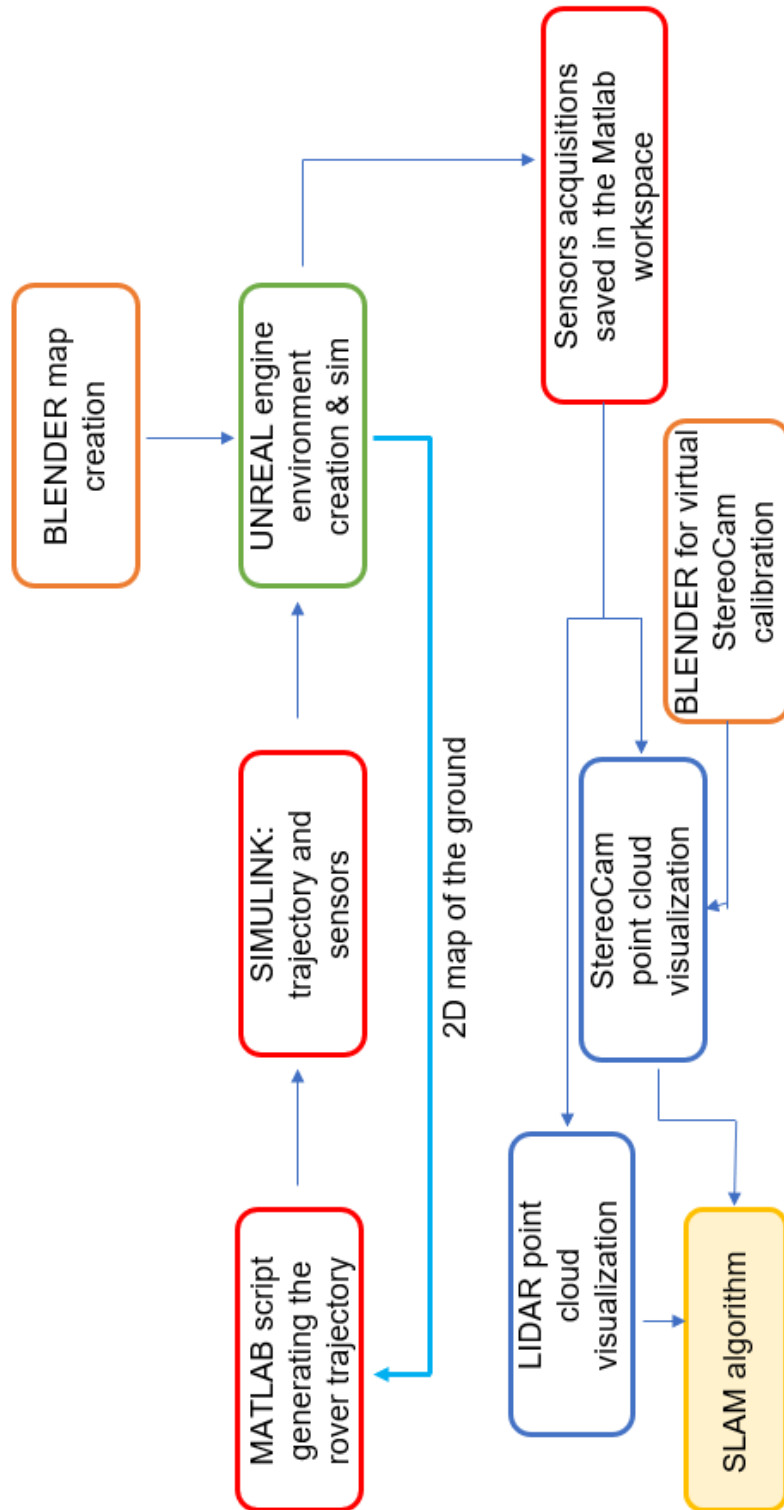 BLENDER map
creation
MATLAB script
generating the
rover trajectory
SIMULINK:
trajectory and
sensors
UNREAL engine
environment
creation & sim
2D map of the ground
LIDAR point
cloud
visualization
StereoCam
point cloud
visualization
Sensors acquisitions
saved in the Matlab
workspace
SLAM algorithm
BLENDER for virtual
StereoCam
calibration